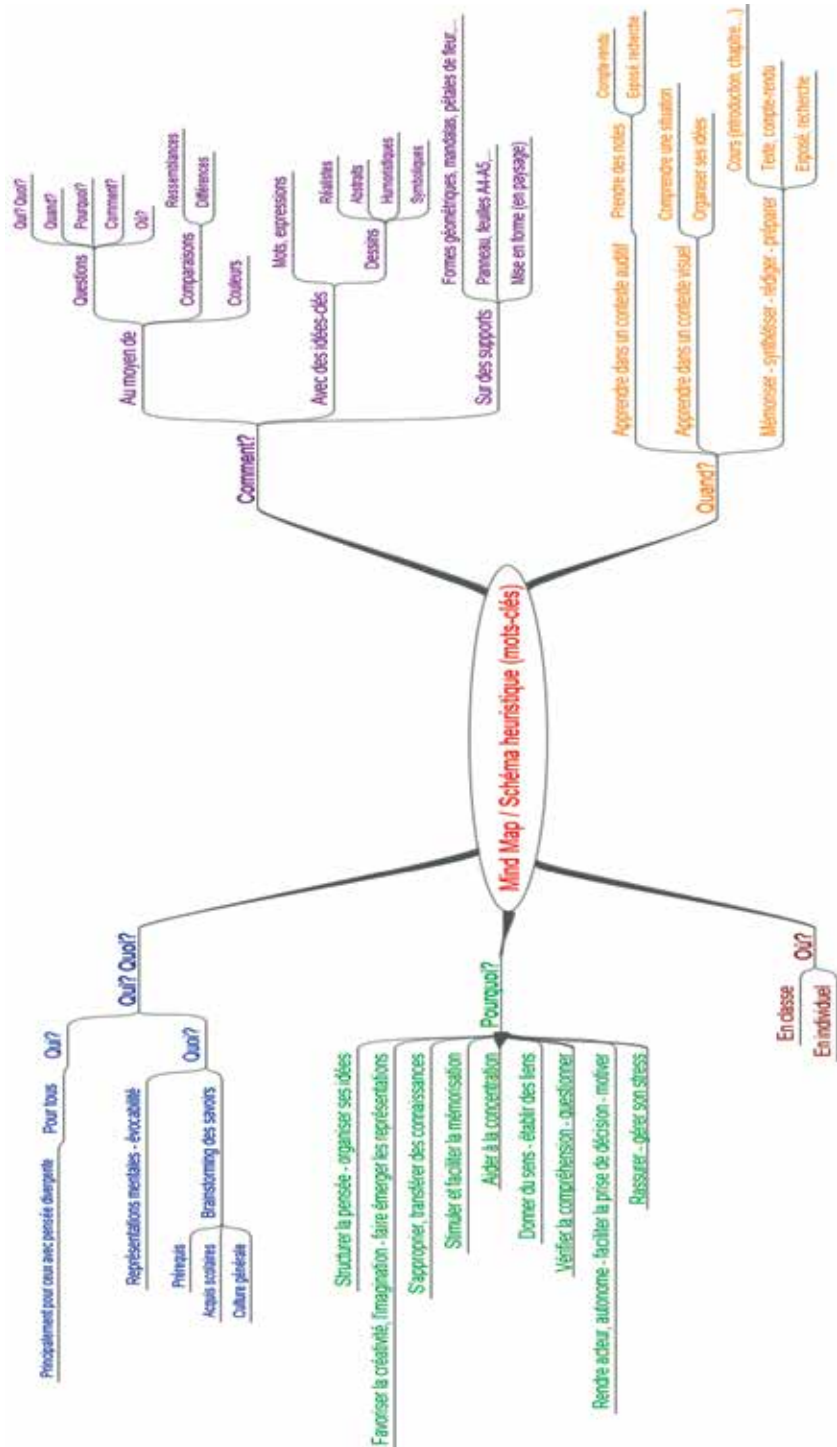 Mind Map / Schéma heuristique (mots-clés)
Qui? Quoi?
Qui?
Pour tous
Principalement pour ceux avec pensée divergente
Quoi?
Représentations mentales - évocabilité
Brainstorming des savoirs
Prérequis
Acquis scolaires
Culture générale
Pourquoi?
Structurer la pensée - organiser ses idées
Favoriser la créativité, l'imagination - faire émerger les représentations
S'approprier, transférer des connaissances
Stimuler et faciliter la mémorisation
Aider à la concentration
Donner du sens - établir des liens
Vérifier la compréhension - questionner
Rendre acteur, autonome - faciliter la prise de décision - motiver
Rassurer - gérer son stress
Où?
En classe
En individuel
Comment?
Au moyen de
Questions
Qui? Quoi?
Quand?
Pourquoi?
Comment?
Où?
Comparaisons
Ressemblances
Différences
Couleurs
Avec des idées-clés
Mots, expressions
Dessins
Réalistes
Abstraits
Humoristiques
Symboliques
Sur des supports
Formes géométriques, mandalas, pétales de fleur,...
Panneau, feuilles A4-A5,...
Mise en forme (en paysage)
Quand?
Apprendre dans un contexte auditif
Prendre des notes
Compte-rendu
Exposé, recherche
Apprendre dans un contexte visuel
Comprendre une situation
Organiser ses idées
Mémoriser - synthétiser - rédiger - préparer
Cours (introduction, chapitre...)
Texte, compte-rendu
Exposé, recherche